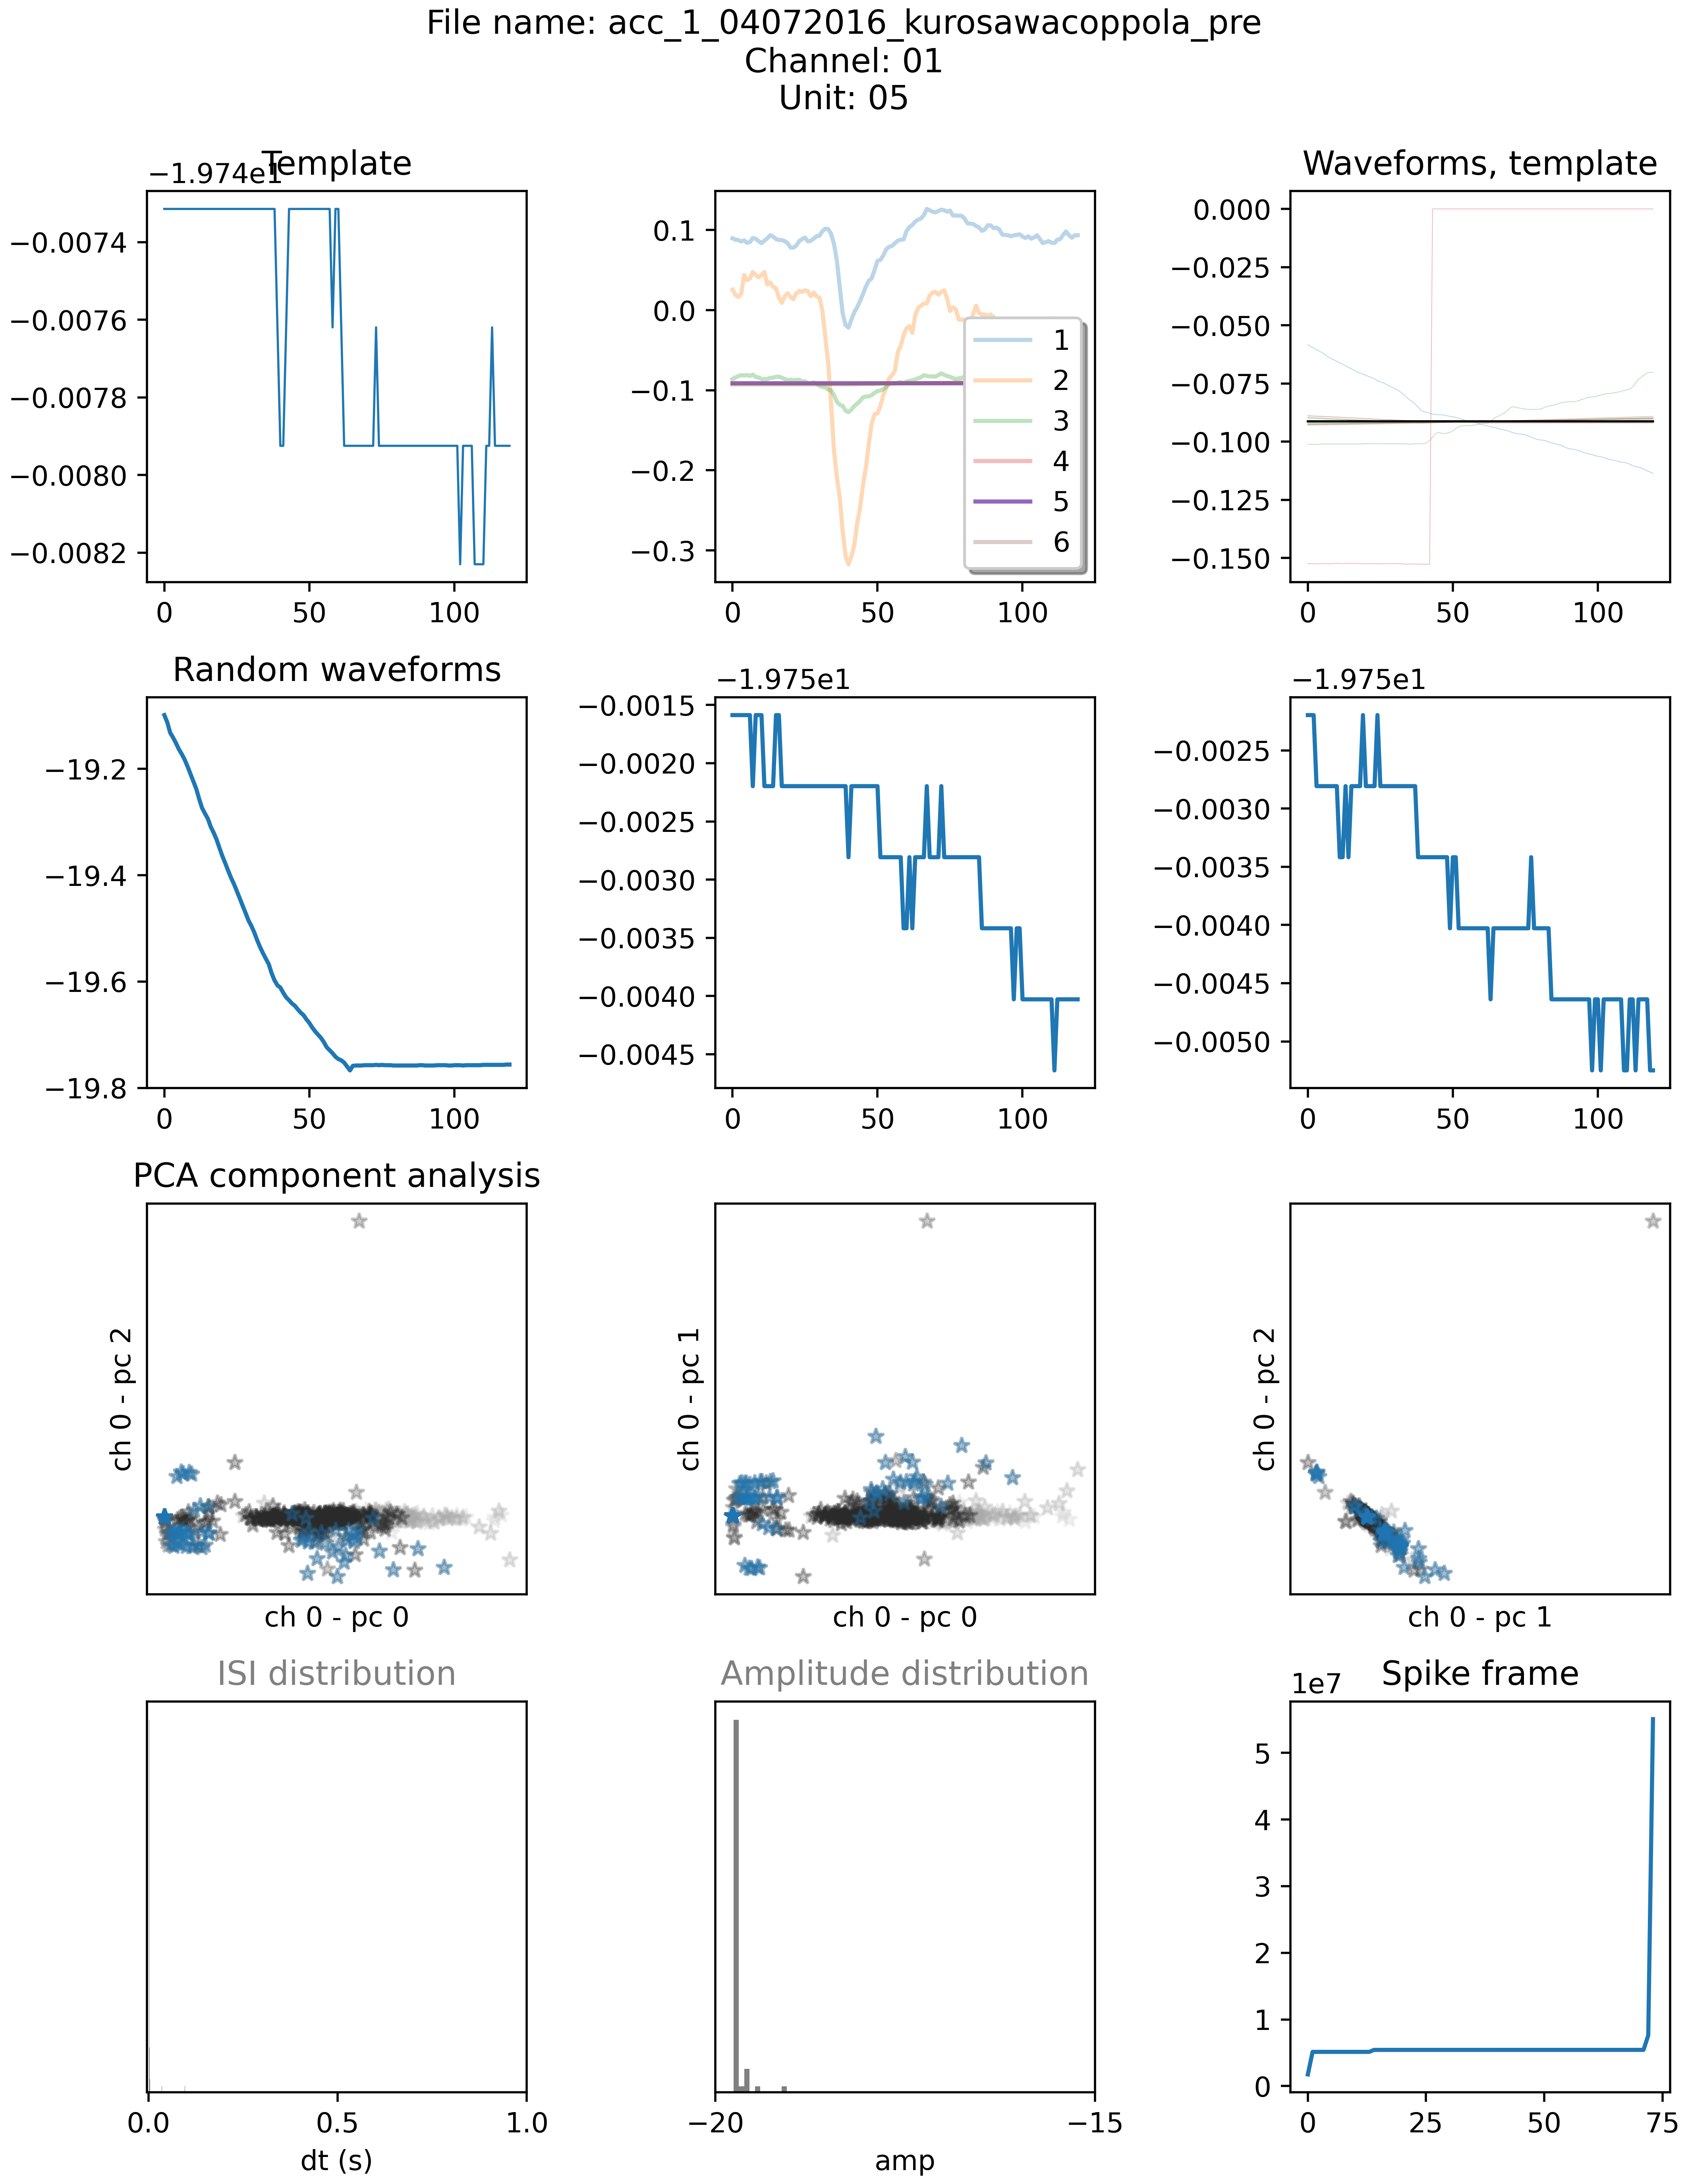 File name: acc_1_04072016_kurosawacoppola_pre
Channel: 01
Unit: 05
Template
−1.974e1
−0.0074
−0.0076
−0.0078
−0.0080
−0.0082
0 50 100
0.1
0.0
−0.1
−0.2
−0.3
0 50 100
1
2
3
4
5
6
Waveforms, template
0.000
−0.025
−0.050
−0.075
−0.100
−0.125
−0.150
0 50 100
Random waveforms
−19.2
−19.4
−19.6
−19.8
0 50 100
−1.975e1
−0.0015
−0.0020
−0.0025
−0.0030
−0.0035
−0.0040
−0.0045
0 50 100
−1.975e1
−0.0025
−0.0030
−0.0035
−0.0040
−0.0045
−0.0050
0 50 100
PCA component analysis
ch 0 - pc 2
ch 0 - pc 0
ch 0 - pc 1
ch 0 - pc 0
ch 0 - pc 2
ch 0 - pc 1
ISI distribution
0.0 0.5 1.0
dt (s)
Amplitude distribution
−20 −15
amp
Spike frame
1e7
5
4
3
2
1
0
0 25 50 75